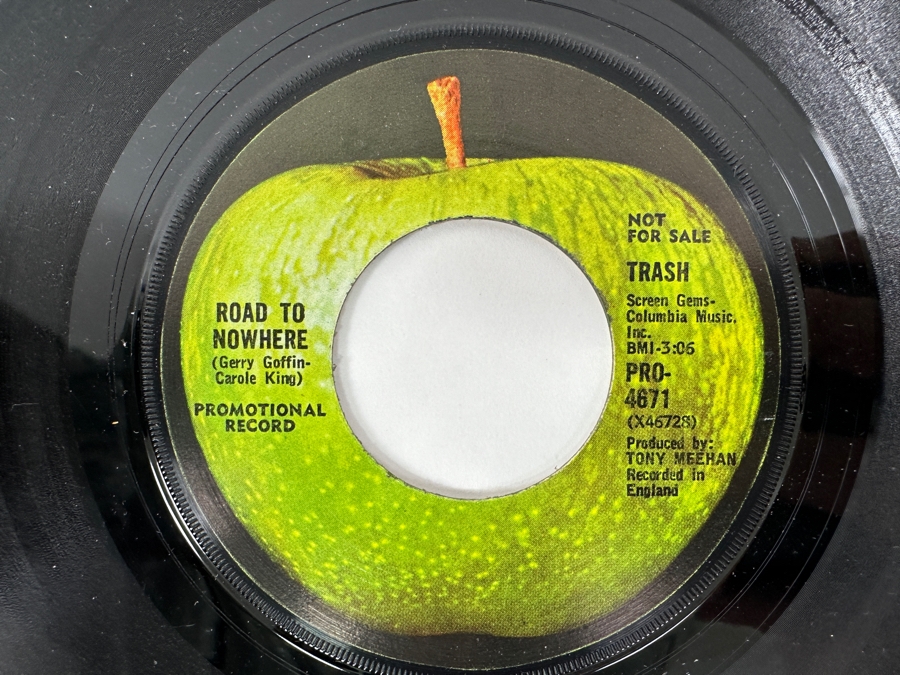 ROAD TO
NOWHERE
(Gerry Goffin-
Carole King)
PROMOTIONAL
RECORD
NOT
FOR SALE
TRASH
Screen Gems-
Columbia Music,
Inc.
BMI-3:06
PRO-
4671
(X46728)
Produced by:
TONY MEEHAN
Recorded in
England